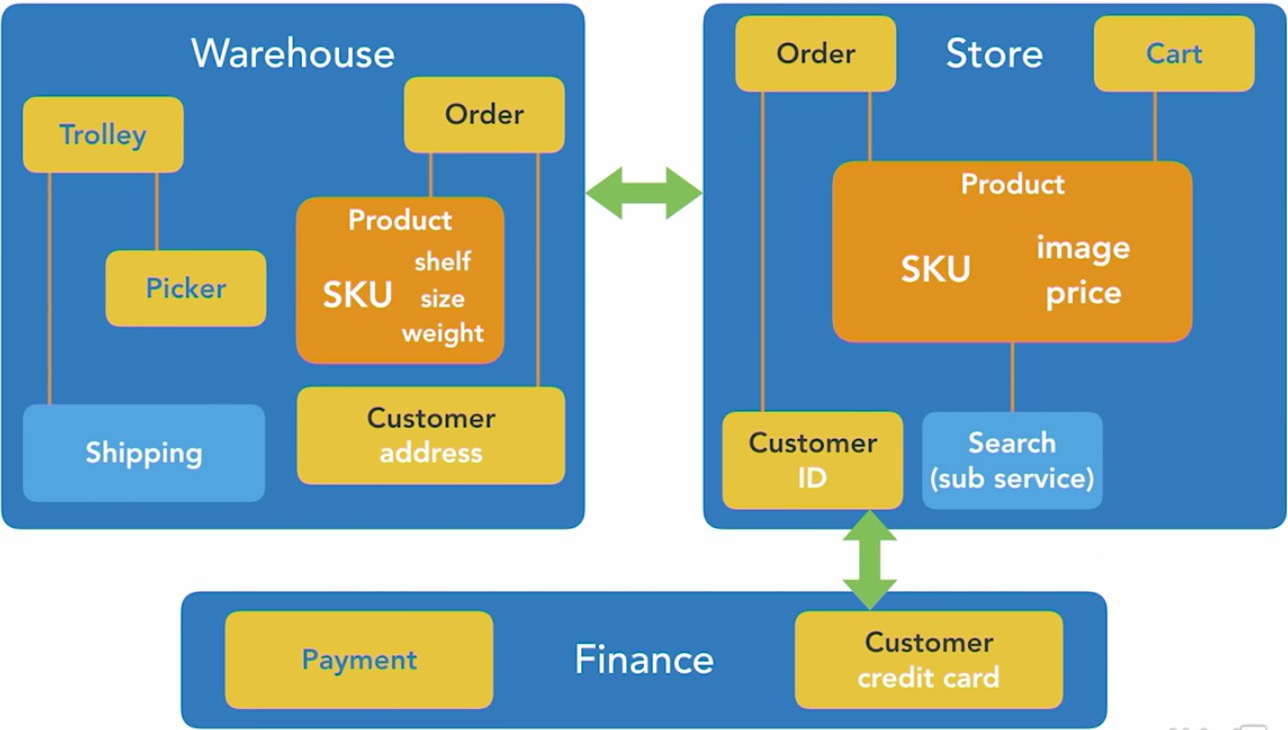 Warehouse
Trolley
Order
Picker
Product
SKU
shelf
size
weight
Shipping
Customer
address
Order
Store
Cart
Product
SKU
image
price
Customer
ID
Search
(sub service)
Payment
Finance
Customer
credit card